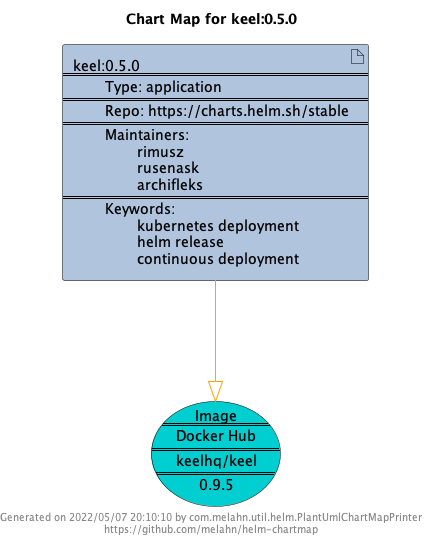 Chart Map for keel:0.5.0
keel:0.5.0
Type: application
Repo: https://charts.helm.sh/stable
Maintainers:
rimusz
rusenask
archifleks
Keywords:
kubernetes deployment
helm release
continuous deployment
Image
Docker Hub
keelhq/keel
0.9.5
Generated on 2022/05/07 20:10:10 by com.melahn.util.helm.PlantUmlChartMapPrinter
https://github.com/melahn/helm-chartmap